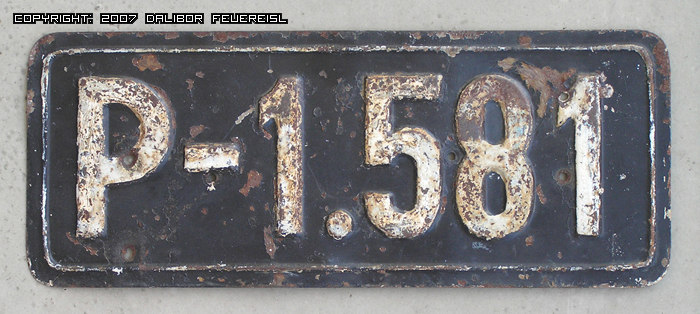 COPYRIGHT: 2007 DALIBOR FEUEREISL
P-1.581